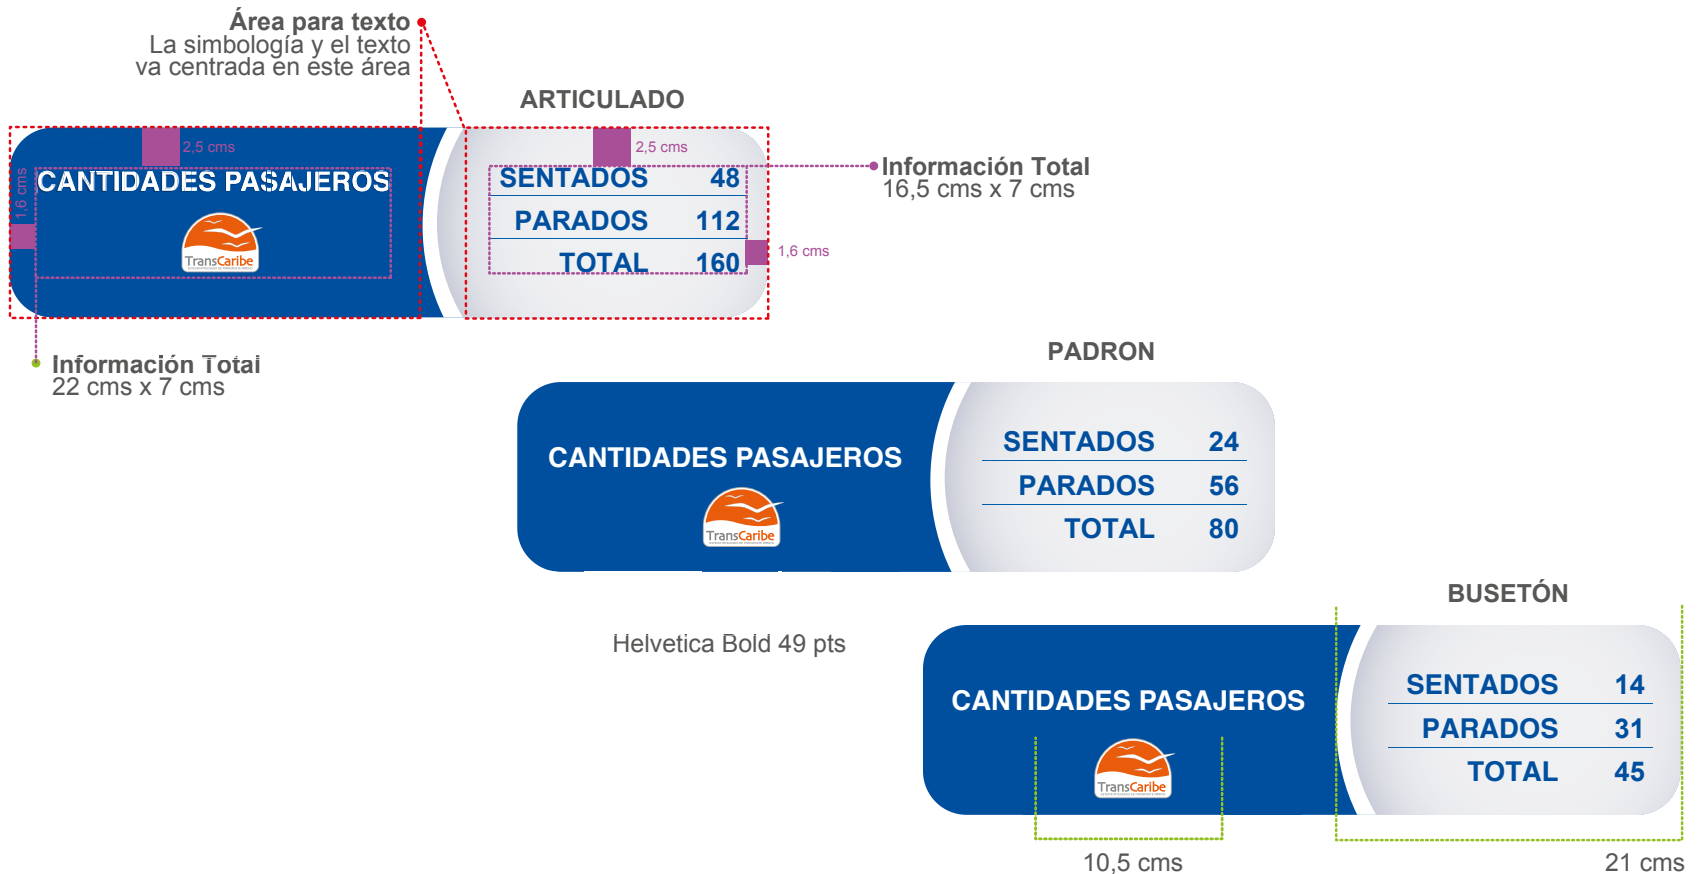 Área para texto
La simbología y el texto
va centrada en este área
ARTICULADO
2,5 cms
2,5 cms
1,6 cms
CANTIDADES PASAJEROS
TransCaribe
SENTADOS 48
PARADOS 112
TOTAL 160
1,6 cms
Información Total
16,5 cms x 7 cms
Información Total
22 cms x 7 cms
PADRON
CANTIDADES PASAJEROS
TransCaribe
SENTADOS 24
PARADOS 56
TOTAL 80
Helvetica Bold 49 pts
BUSETÓN
CANTIDADES PASAJEROS
TransCaribe
SENTADOS 14
PARADOS 31
TOTAL 45
10,5 cms
21 cms